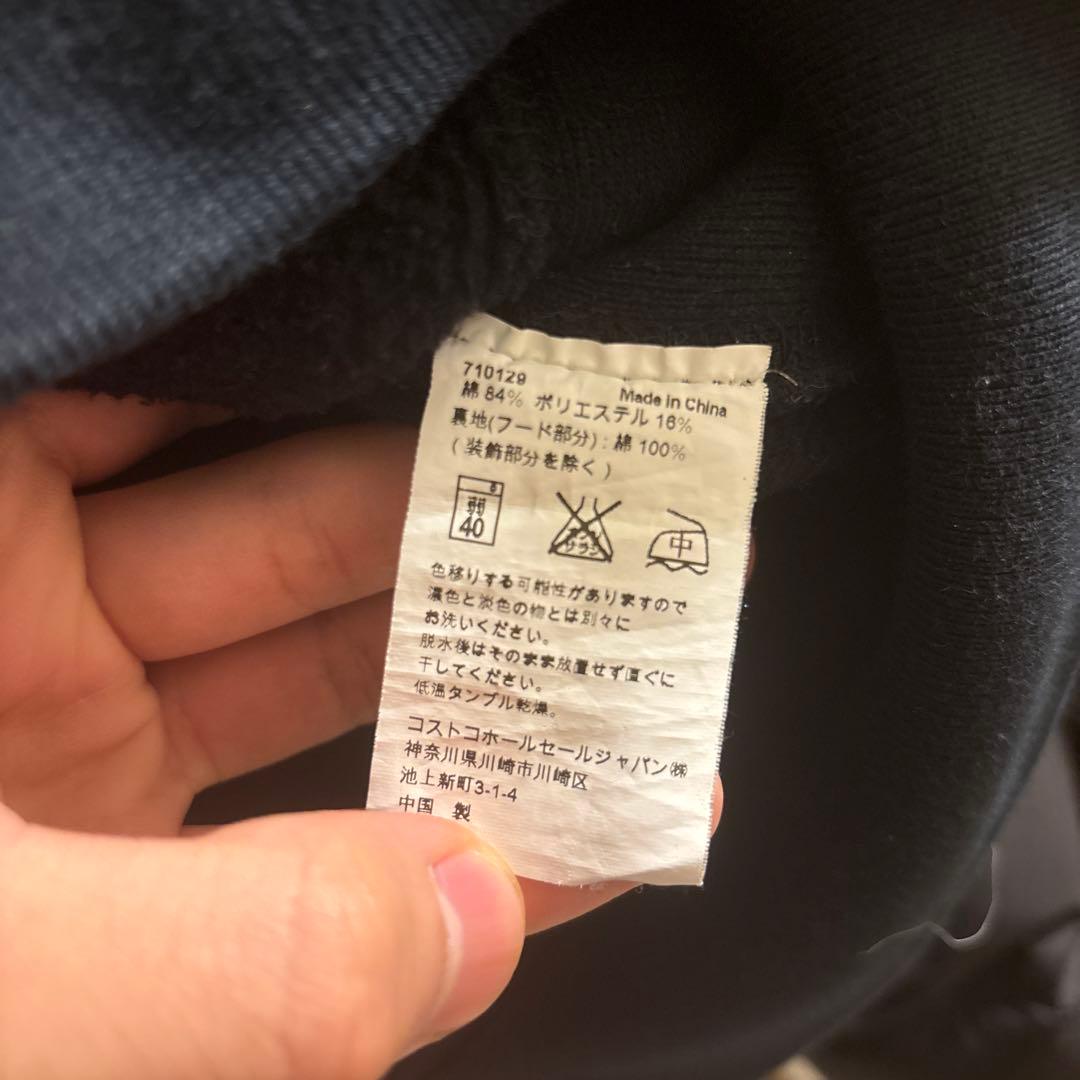 710129
Made in China
綿 84% ポリエステル 16%
裏地(フード部分) : 綿 100%
( 装飾部分を除く )
弱
40
エンソ
サラシ
中
色移りする可能性がありますので
濃色と淡色の物とは別々に
お洗いください。
脱水後はそのまま放置せず直ぐに
干してください。
低温タンブル乾燥。
コストコホールセールジャパン㈱
神奈川県川崎市川崎区
池上新町3-1-4
中国 製